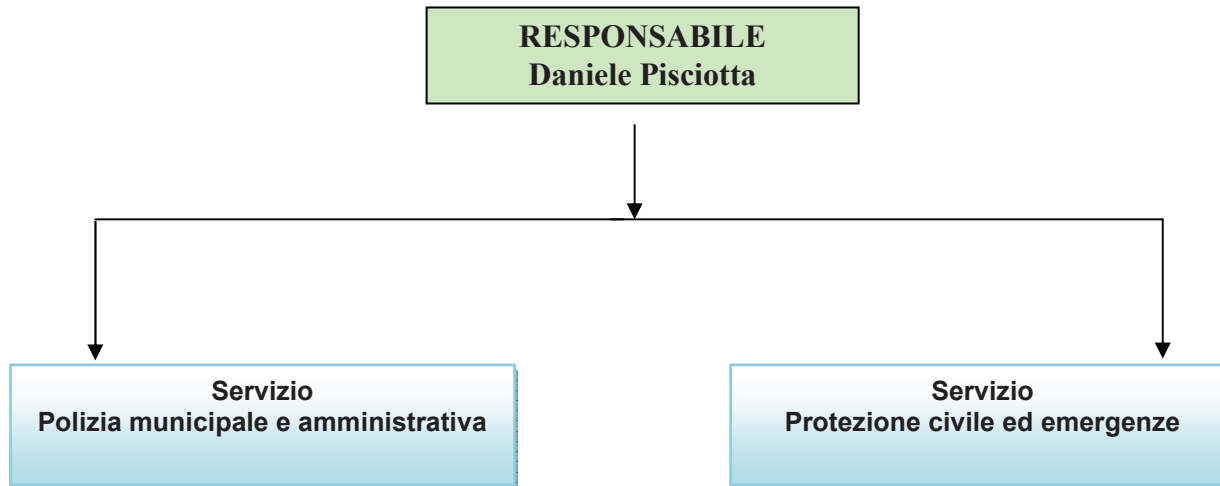 RESPONSABILE
Daniele Pisciotta
Servizio
Polizia municipale e amministrativa
Servizio
Protezione civile ed emergenze